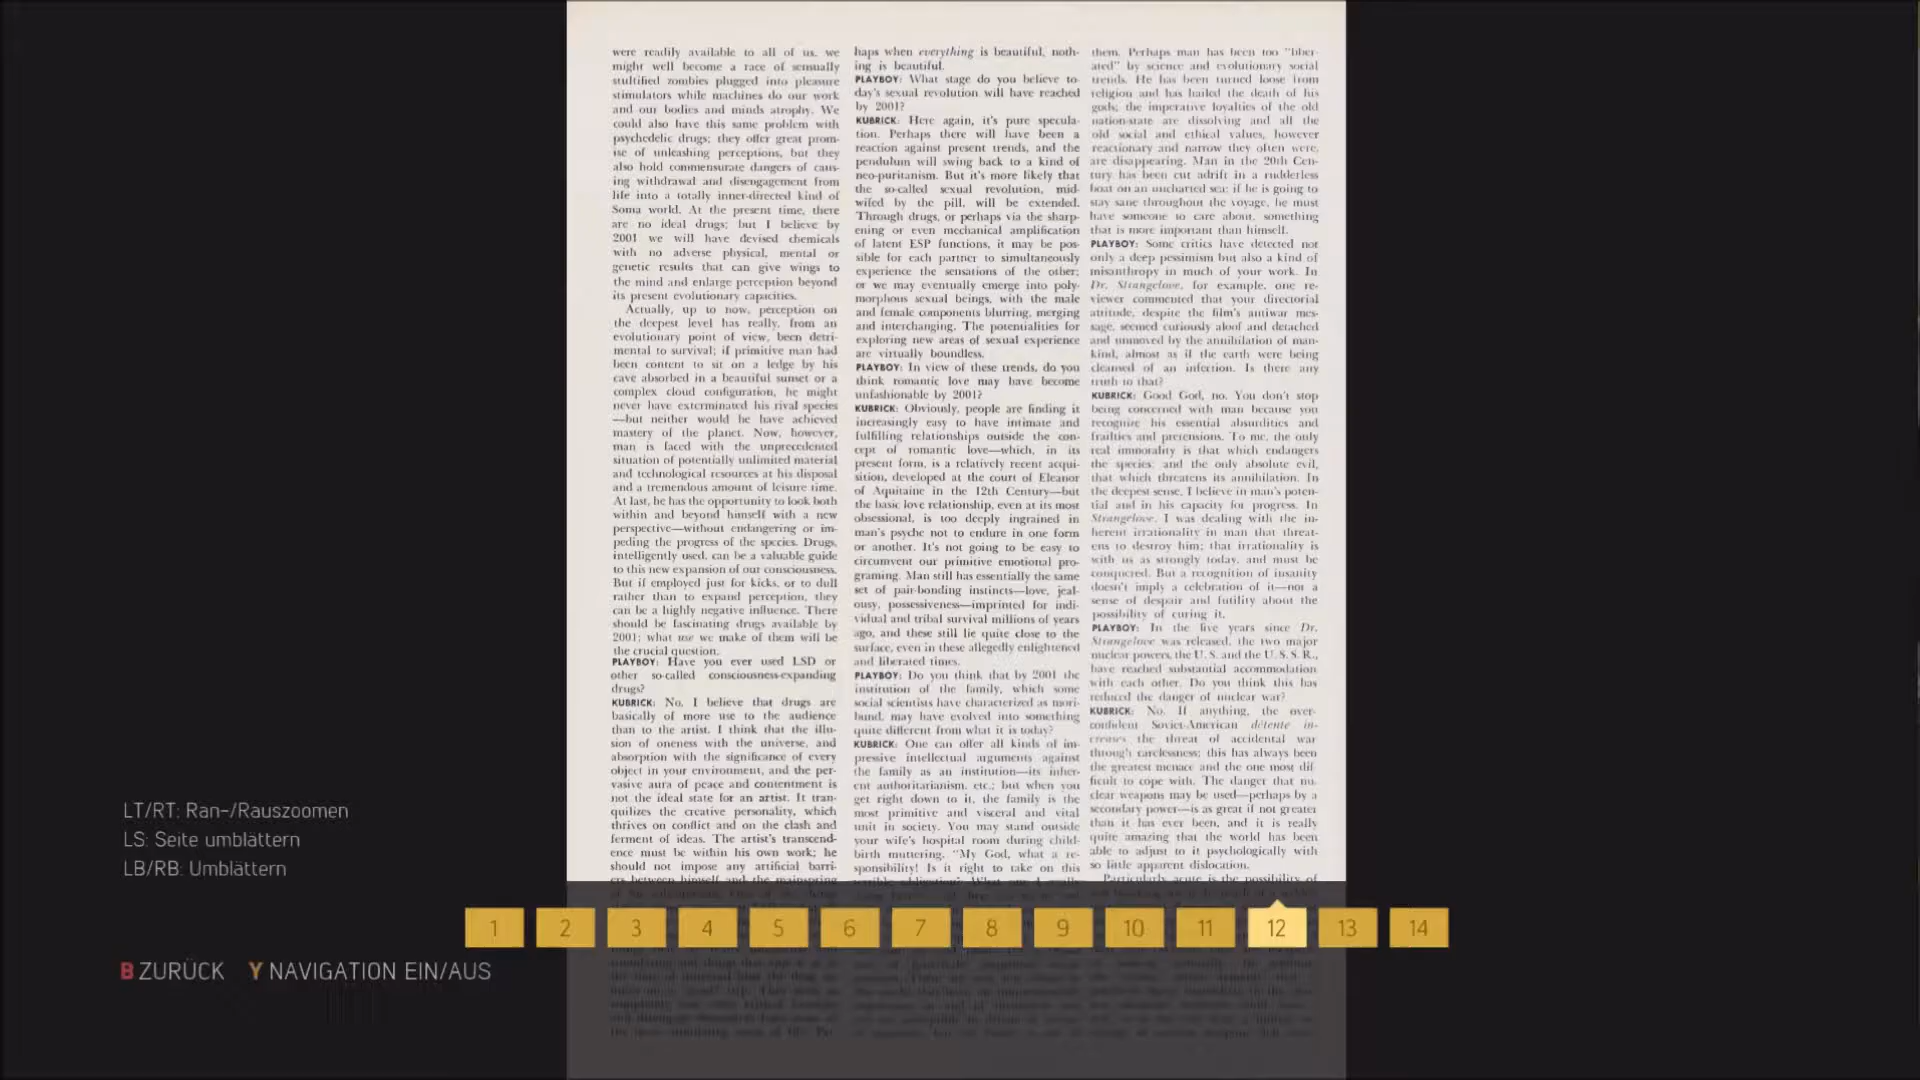 were readily available to all of us, we
might well become a race of sensually
stultified zombies plugged into pleasure
stimulators while machines do our work
and our bodies and minds atrophy. We
could also have this same problem with
psychedelic drugs; they offer great prom-
ise of unleashing perceptions, but they
also hold commensurate dangers of caus-
ing withdrawal and disengagement from
life into a totally inner-directed kind of
Soma world. At the present time, there
are no ideal drugs; but I believe by
2001 we will have devised chemicals
with no adverse physical, mental or
genetic results that can give wings to
the mind and enlarge perception beyond
its present evolutionary capacities.
Actually, up to now, perception on
the deepest level has really, from an
evolutionary point of view, been detri-
mental to survival; if primitive man had
been content to sit on a ledge by his
cave absorbed in a beautiful sunset or a
complex cloud configuration, he might
never have exterminated his rival species
—but neither would he have achieved
mastery of the planet. Now, however,
man is faced with the unprecedented
situation of potentially unlimited material
and technological resources at his disposal
and a tremendous amount of leisure time.
At last, he has the opportunity to look both
within and beyond himself with a new
perspective—without endangering or im-
peding the progress of the species. Drugs,
intelligently used, can be a valuable guide
to this new expansion of our consciousness.
But if employed just for kicks, or to dull
rather than to expand perception, they
can be a highly negative influence. There
should be fascinating drugs available by
2001; what use we make of them will be
the crucial question.
PLAYBOY: Have you ever used LSD or
other so-called consciousness-expanding
drugs?
KUBRICK: No. I believe that drugs are
basically of more use to the audience
than to the artist. I think that the illu-
sion of oneness with the universe, and
absorption with the significance of every
object in your environment, and the per-
vasive aura of peace and contentment is
not the ideal state for an artist. It tran-
quilizes the creative personality, which
thrives on conflict and on the clash and
ferment of ideas. The artist's transcend-
ence must be within his own work; he
should not impose any artificial barri-
ers between himself and the mainspring
haps when everything is beautiful, noth-
ing is beautiful.
PLAYBOY: What stage do you believe to-
day's sexual revolution will have reached
by 2001?
KUBRICK: Here again, it's pure specula-
tion. Perhaps there will have been a
reaction against present trends, and the
pendulum will swing back to a kind of
neo-puritanism. But it's more likely that
the so-called sexual revolution, mid-
wifed by the pill, will be extended.
Through drugs, or perhaps via the sharp-
ening or even mechanical amplification
of latent ESP functions, it may be pos-
sible for each partner to simultaneously
experience the sensations of the other;
or we may eventually emerge into poly-
morphous sexual beings, with the male
and female components blurring, merging
and interchanging. The potentialities for
exploring new areas of sexual experience
are virtually boundless.
PLAYBOY: In view of these trends, do you
think romantic love may have become
unfashionable by 2001?
KUBRICK: Obviously, people are finding it
increasingly easy to have intimate and
fulfilling relationships outside the con-
cept of romantic love—which, in its
present form, is a relatively recent acqui-
sition, developed at the court of Eleanor
of Aquitaine in the 12th Century—but
the basic love relationship, even at its most
obsessional, is too deeply ingrained in
man's psyche not to endure in one form
or another. It's not going to be easy to
circumvent our primitive emotional pro-
graming. Man still has essentially the same
set of pair-bonding instincts—love, jeal-
ousy, possessiveness—imprinted for indi-
vidual and tribal survival millions of years
ago, and these still lie quite close to the
surface, even in these allegedly enlightened
and liberated times.
PLAYBOY: Do you think that by 2001 the
institution of the family, which some
social scientists have characterized as mori-
bund, may have evolved into something
quite different from what it is today?
KUBRICK: One can offer all kinds of im-
pressive intellectual arguments against
the family as an institution—its inher-
ent authoritarianism, etc.; but when you
get right down to it, the family is the
most primitive and visceral and vital
unit in society. You may stand outside
your wife's hospital room during child-
birth muttering, "My God, what a re-
sponsibility! Is it right to take on this
terrible obligation? What am I really
them. Perhaps man has been too "liber-
ated" by science and evolutionary social
trends. He has been turned loose from
religion and has hailed the death of his
gods; the imperative loyalties of the old
nation-state are dissolving and all the
old social and ethical values, however
reactionary and narrow they often were,
are disappearing. Man in the 20th Cen-
tury has been cut adrift in a rudderless
boat on an uncharted sea; if he is going to
stay sane throughout the voyage, he must
have someone to care about, something
that is more important than himself.
PLAYBOY: Some critics have detected not
only a deep pessimism but also a kind of
misanthropy in much of your work. In
Dr. Strangelove, for example, one re-
viewer commented that your directorial
attitude, despite the film's antiwar mes-
sage, seemed curiously aloof and detached
and unmoved by the annihilation of man-
kind, almost as if the earth were being
cleansed of an infection. Is there any
truth to that?
KUBRICK: Good God, no. You don't stop
being concerned with man because you
recognize his essential absurdities and
frailties and pretensions. To me, the only
real immorality is that which endangers
the species; and the only absolute evil,
that which threatens its annihilation. In
the deepest sense, I believe in man's poten-
tial and in his capacity for progress. In
Strangelove, I was dealing with the in-
herent irrationality in man that threat-
ens to destroy him; that irrationality is
with us as strongly today, and must be
conquered. But a recognition of insanity
doesn't imply a celebration of it—not a
sense of despair and futility about the
possibility of curing it.
PLAYBOY: In the five years since Dr.
Strangelove was released, the two major
nuclear powers, the U. S. and the U. S. S. R.,
have reached substantial accommodation
with each other. Do you think this has
reduced the danger of nuclear war?
KUBRICK: No. If anything, the over-
confident Soviet-American détente in-
creases the threat of accidental war
through carelessness; this has always been
the greatest menace and the one most dif-
ficult to cope with. The danger that nu-
clear weapons may be used—perhaps by a
secondary power—is as great if not greater
than it has ever been, and it is really
quite amazing that the world has been
able to adjust to it psychologically with
so little apparent dislocation.
Particularly acute is the possibility of
LT/RT: Ran-/Rauszoomen
LS: Seite umblättern
LB/RB: Umblättern
1 2 3 4 5 6 7 8 9 10 11 12 13 14
B ZURÜCK Y NAVIGATION EIN/AUS